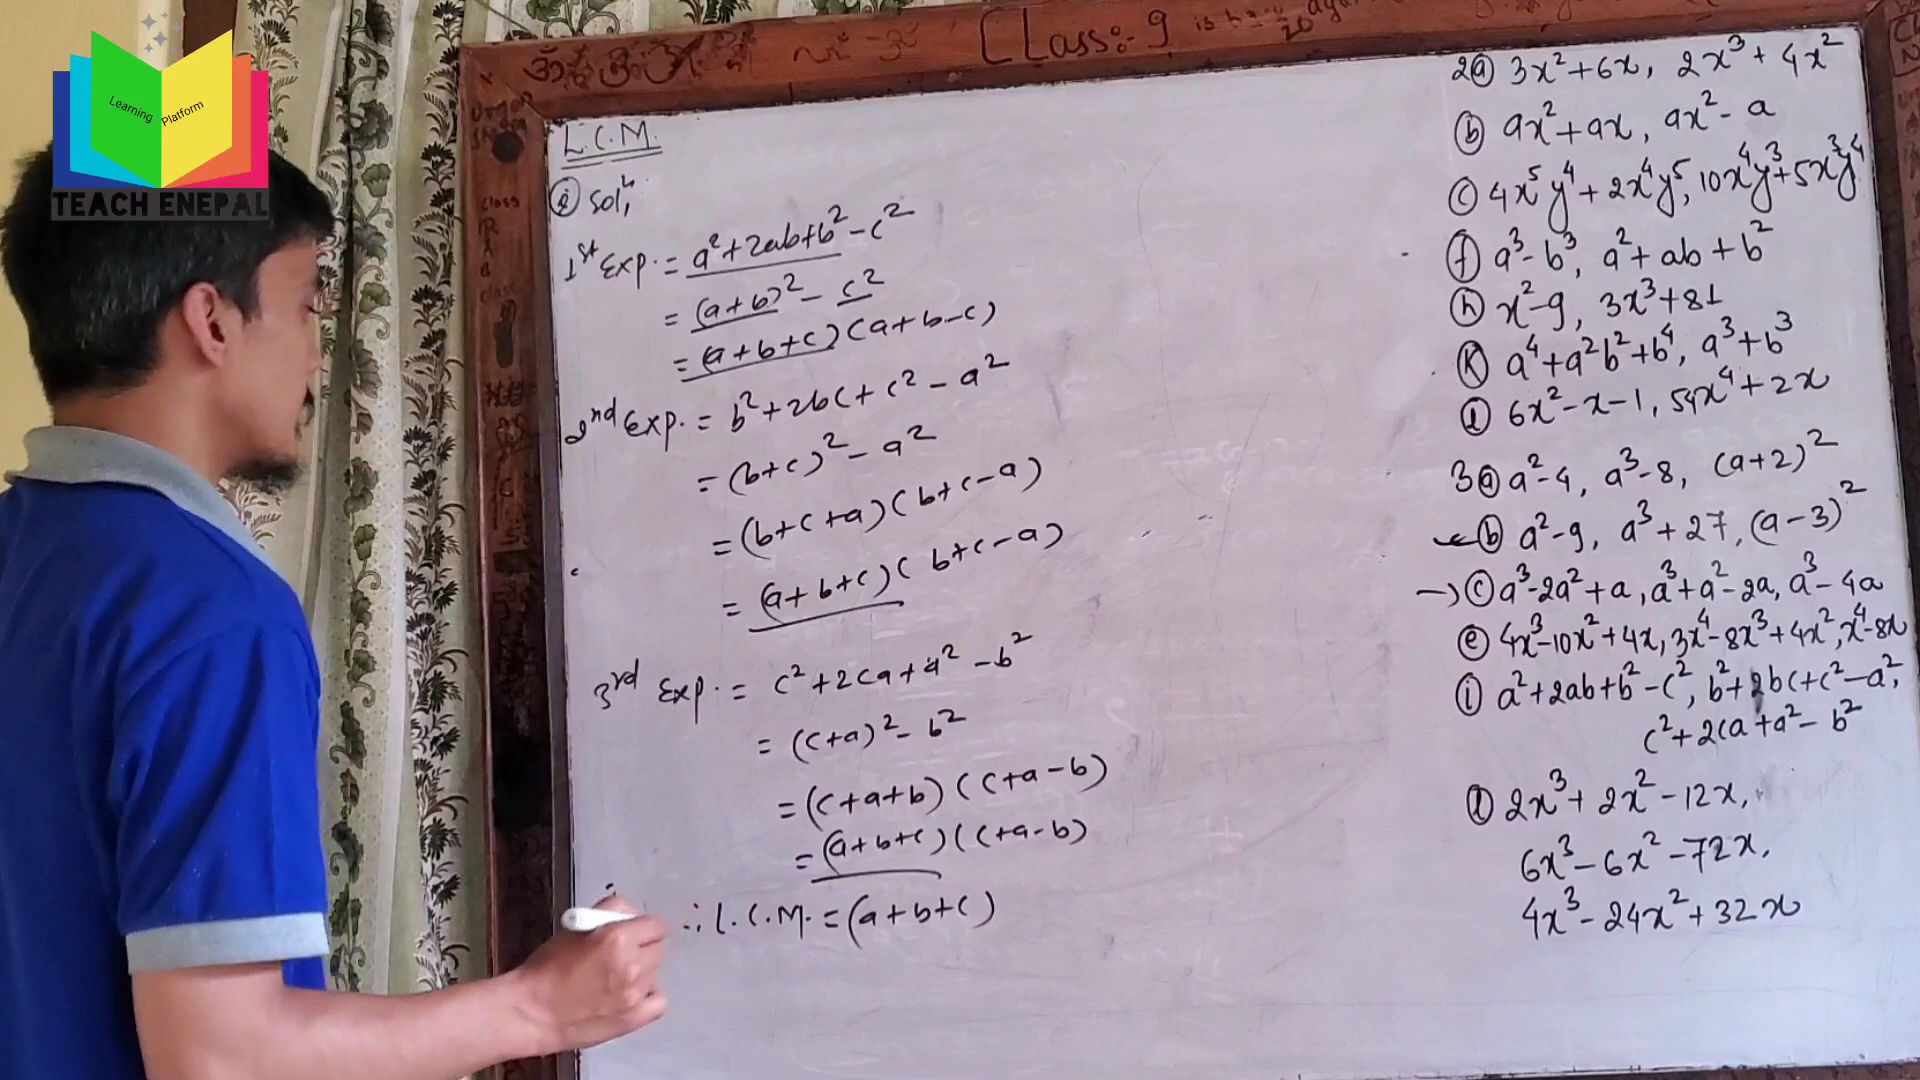 Learning Platform
TEACH ENEPAL
Class:- 9
L.C.M.
(i) Solⁿ,
1st Exp. = a²+2ab+b²-c²
= (a+b)² - c²
= (a+b+c)(a+b-c)
2nd Exp. = b²+2bc+c²-a²
= (b+c)²-a²
= (b+c+a)(b+c-a)
= (a+b+c)(b+c-a)
3rd Exp. = c²+2ca+a²-b²
= (c+a)²-b²
= (c+a+b)(c+a-b)
= (a+b+c)(c+a-b)
∴ L.C.M. = (a+b+c)
2(a) 3x²+6x, 2x³+4x²
(b) ax²+ax, ax²-a
(c) 4x⁵y⁴+2x⁴y⁵, 10x⁴y³+5x³y⁴
(f) a³-b³, a²+ab+b²
(h) x²-9, 3x³+81
(k) a⁴+a²b²+b⁴, a³+b³
(l) 6x²-x-1, 54x⁴+2x
3(a) a²-4, a³-8, (a+2)²
(b) a²-9, a³+27, (a-3)²
→(c) a³-2a²+a, a³+a²-2a, a³-4a
(e) 4x³-10x²+4x, 3x⁴-8x³+4x², x⁴-8x
(i) a²+2ab+b²-c², b²+2bc+c²-a²,
c²+2ca+a²-b²
(l) 2x³+2x²-12x,
6x³-6x²-72x,
4x³-24x²+32x